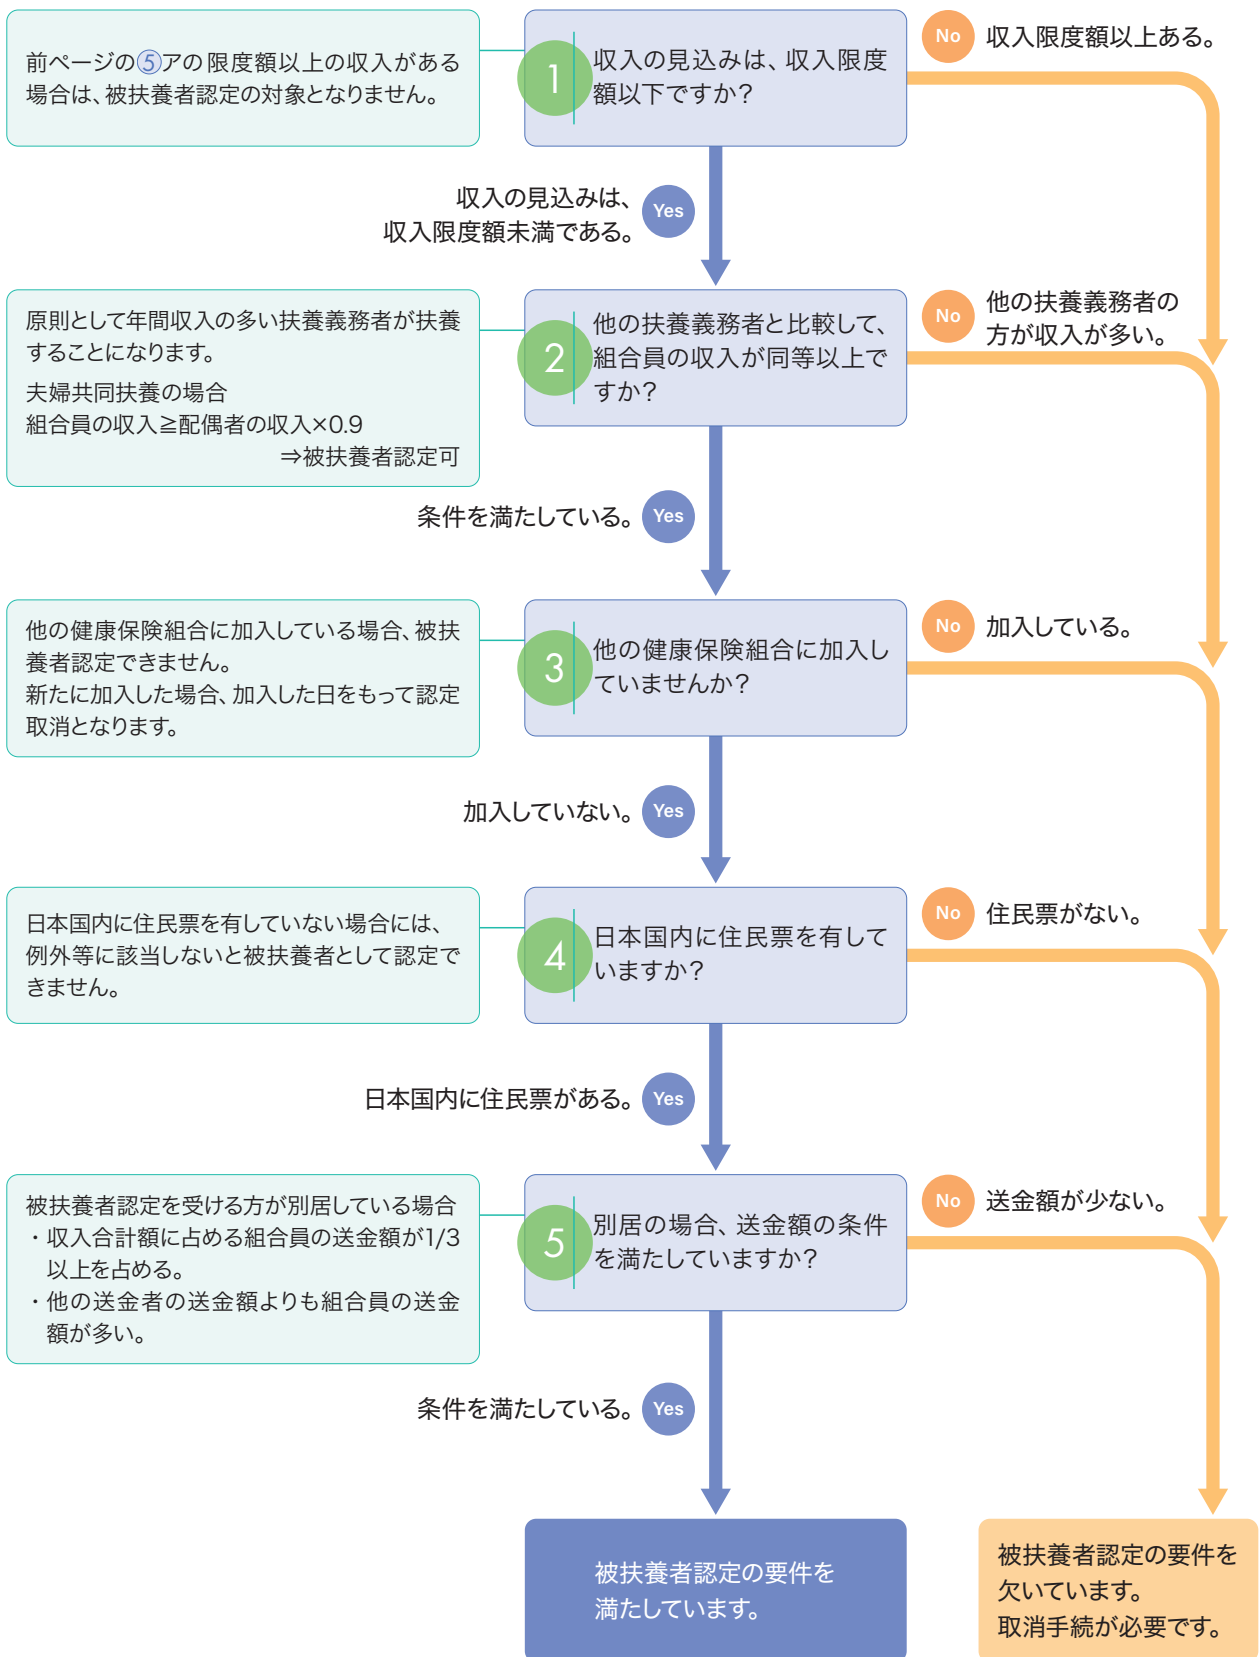 前ページの⑤アの限度額以上の収入がある
場合は、被扶養者認定の対象となりません。
1
収入の見込みは、収入限度
額以下ですか？
No
収入限度額以上ある。
収入の見込みは、
収入限度額未満である。
Yes
原則として年間収入の多い扶養義務者が扶養
することになります。
夫婦共同扶養の場合
組合員の収入≧配偶者の収入×0.9
⇒被扶養者認定可
2
他の扶養義務者と比較して、
組合員の収入が同等以上で
すか？
No
他の扶養義務者の
方が収入が多い。
条件を満たしている。
Yes
他の健康保険組合に加入している場合、被扶
養者認定できません。
新たに加入した場合、加入した日をもって認定
取消となります。
3
他の健康保険組合に加入し
ていませんか？
No
加入している。
加入していない。
Yes
日本国内に住民票を有していない場合には、
例外等に該当しないと被扶養者として認定で
きません。
4
日本国内に住民票を有して
いますか？
No
住民票がない。
日本国内に住民票がある。
Yes
被扶養者認定を受ける方が別居している場合
・収入合計額に占める組合員の送金額が1/3
以上を占める。
・他の送金者の送金額よりも組合員の送金
額が多い。
5
別居の場合、送金額の条件
を満たしていますか？
No
送金額が少ない。
条件を満たしている。
Yes
被扶養者認定の要件を
満たしています。
被扶養者認定の要件を
欠いています。
取消手続が必要です。